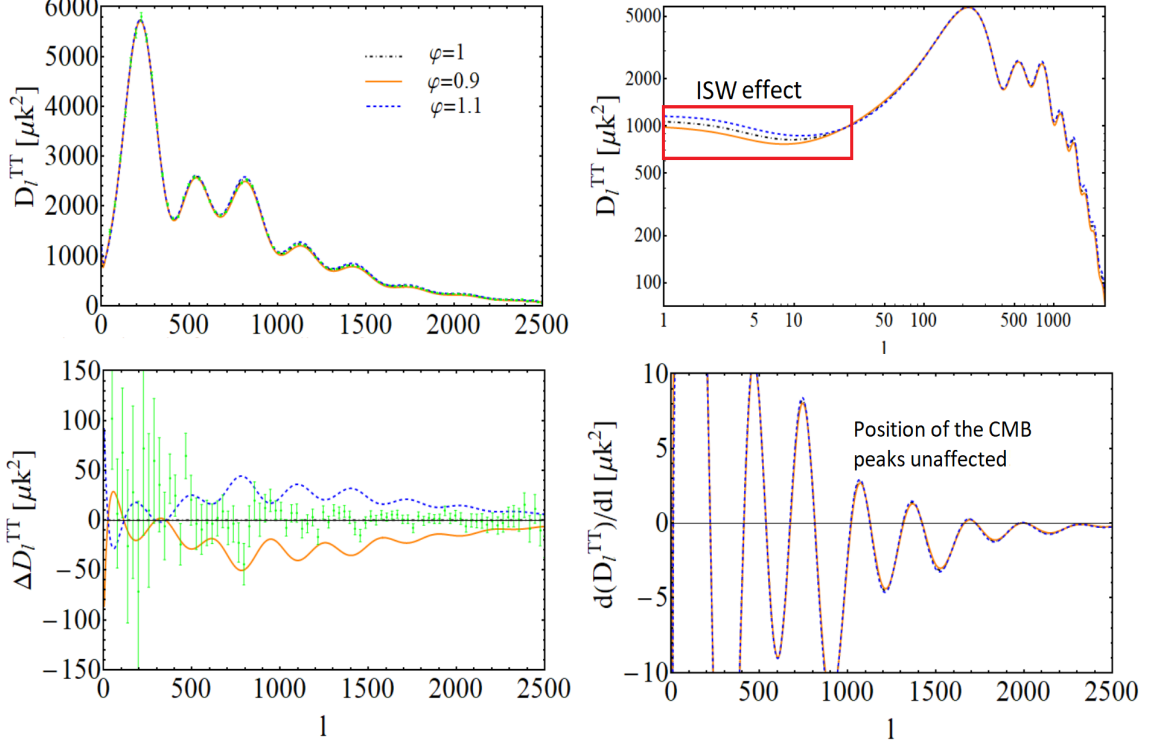 6000
5000
4000
3000
2000
1000
0
D_l^TT [μk²]
φ=1
φ=0.9
φ=1.1
0 500 1000 1500 2000 2500
5000
2000
1000
500
200
100
D_l^TT [μk²]
ISW effect
1 5 10 50 100 500 1000
l
150
100
50
0
−50
−100
−150
ΔD_l^TT [μk²]
0 500 1000 1500 2000 2500
l
10
5
0
−5
−10
d(D_l^TT)/dl [μk²]
Position of the CMB
peaks unaffected
0 500 1000 1500 2000 2500
l